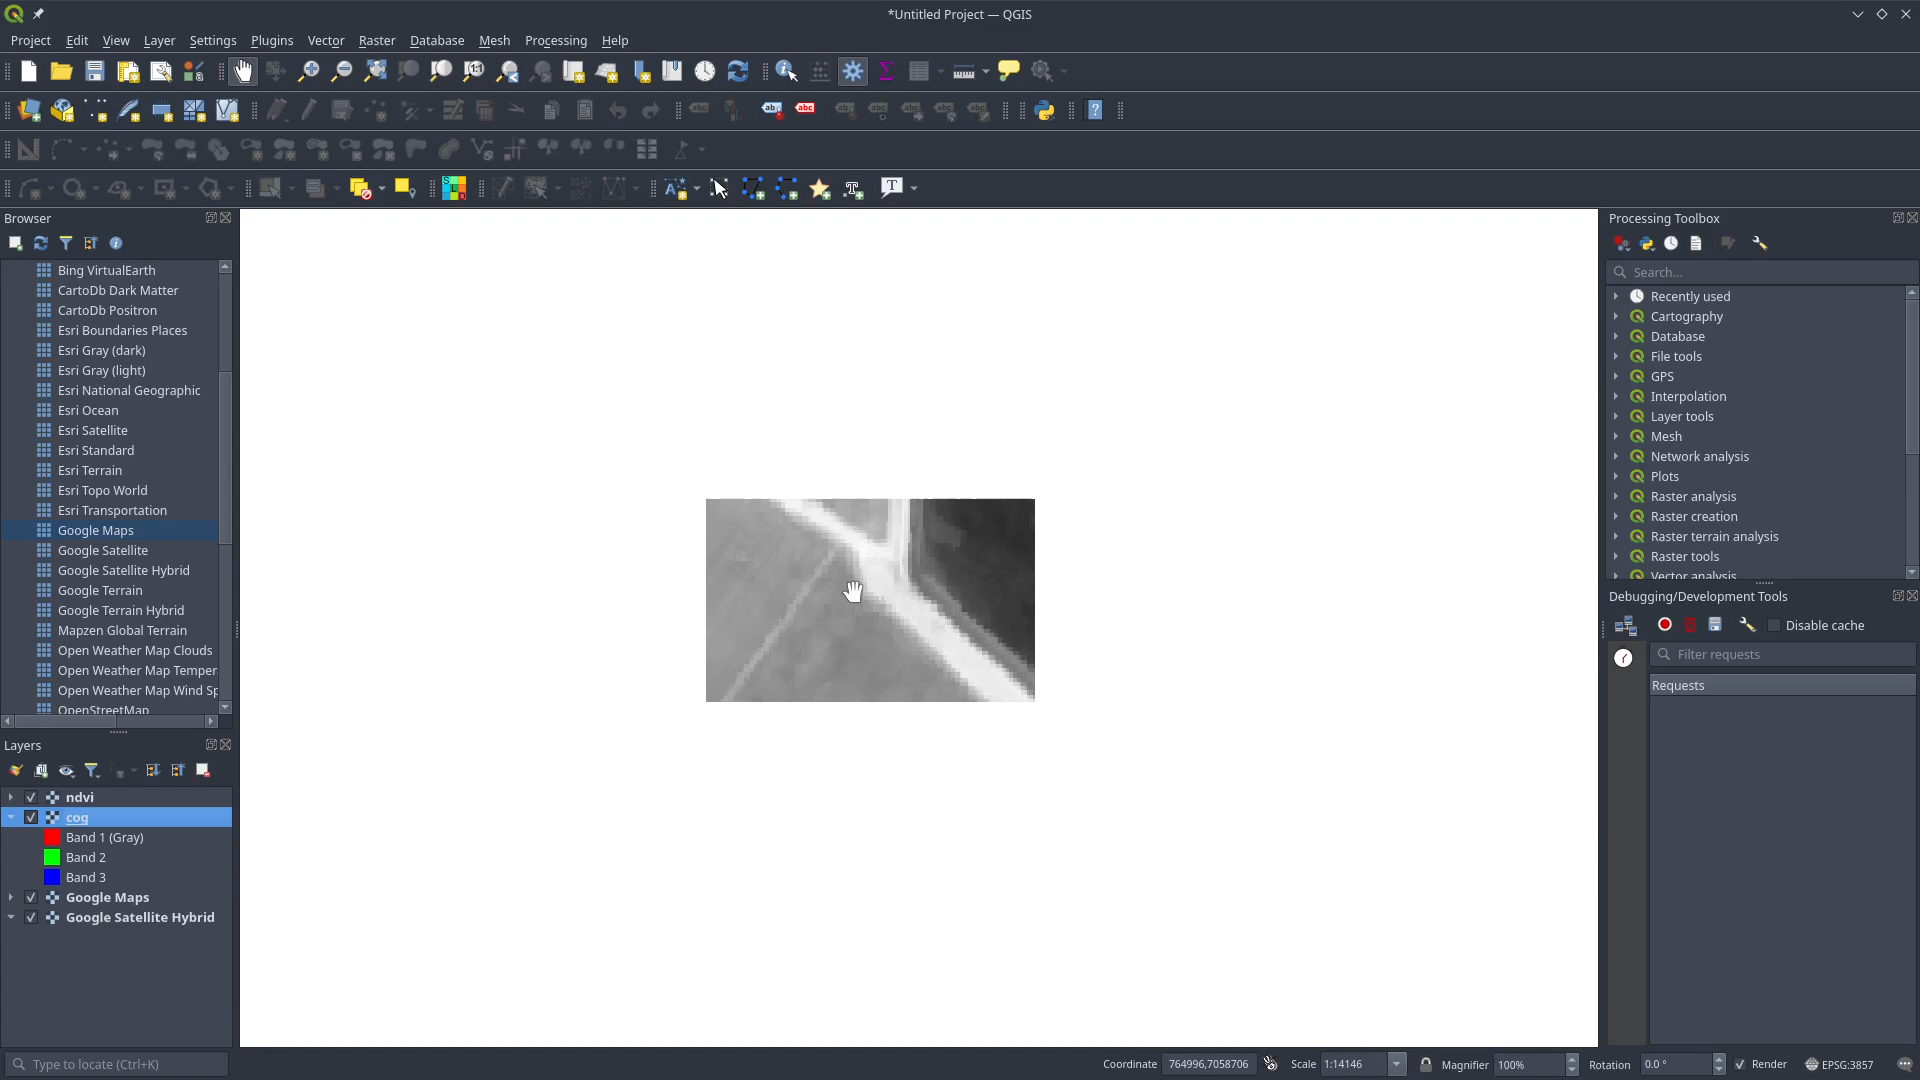 *Untitled Project — QGIS
Project Edit View Layer Settings Plugins Vector Raster Database Mesh Processing Help
Browser
Bing VirtualEarth
CartoDb Dark Matter
CartoDb Positron
Esri Boundaries Places
Esri Gray (dark)
Esri Gray (light)
Esri National Geographic
Esri Ocean
Esri Satellite
Esri Standard
Esri Terrain
Esri Topo World
Esri Transportation
Google Maps
Google Satellite
Google Satellite Hybrid
Google Terrain
Google Terrain Hybrid
Mapzen Global Terrain
Open Weather Map Clouds
Open Weather Map Temper
Open Weather Map Wind Sp
OpenStreetMap
Layers
ndvi
cog
Band 1 (Gray)
Band 2
Band 3
Google Maps
Google Satellite Hybrid
Processing Toolbox
Search...
Recently used
Cartography
Database
File tools
GPS
Interpolation
Layer tools
Mesh
Network analysis
Plots
Raster analysis
Raster creation
Raster terrain analysis
Raster tools
Vector analysis
Debugging/Development Tools
Disable cache
Filter requests
Requests
Type to locate (Ctrl+K)
Coordinate 764996,7058706 Scale 1:14146 Magnifier 100% Rotation 0.0 ° Render EPSG:3857